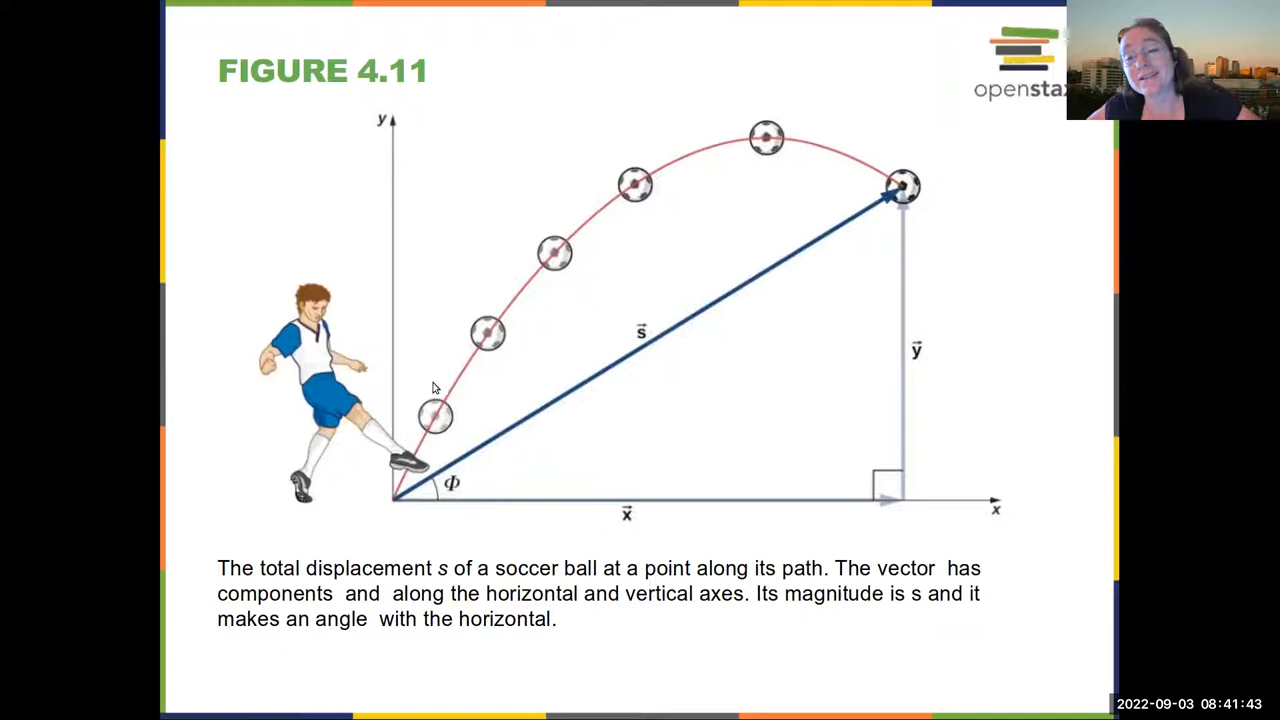 FIGURE 4.11
openstax
y
s⃗
y⃗
Φ
x⃗
x
The total displacement s of a soccer ball at a point along its path. The vector  has
components  and  along the horizontal and vertical axes. Its magnitude is s and it
makes an angle  with the horizontal.
2022-09-03 08:41:43